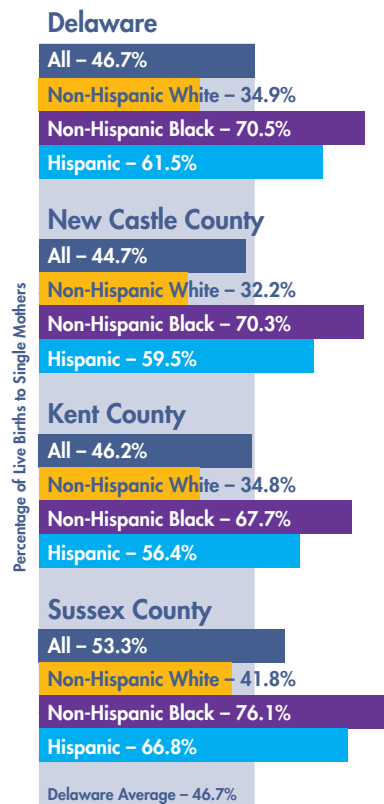 Delaware
All – 46.7%
Non-Hispanic White – 34.9%
Non-Hispanic Black – 70.5%
Hispanic – 61.5%
New Castle County
All – 44.7%
Non-Hispanic White – 32.2%
Non-Hispanic Black – 70.3%
Hispanic – 59.5%
Kent County
All – 46.2%
Non-Hispanic White – 34.8%
Non-Hispanic Black – 67.7%
Hispanic – 56.4%
Sussex County
All – 53.3%
Non-Hispanic White – 41.8%
Non-Hispanic Black – 76.1%
Hispanic – 66.8%
Delaware Average – 46.7%
Percentage of Live Births to Single Mothers